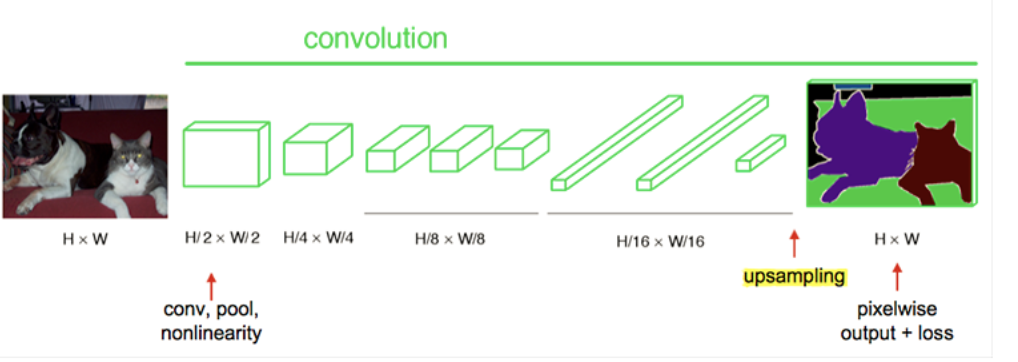 convolution
H × W
H/2 × W/2
H/4 × W/4
H/8 × W/8
H/16 × W/16
H × W
upsampling
conv, pool,
nonlinearity
pixelwise
output + loss